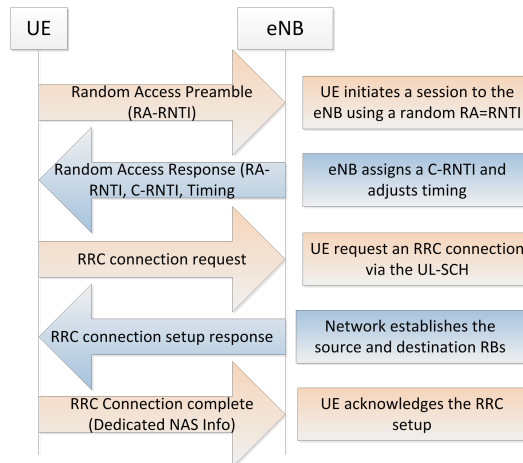 UE
eNB
Random Access Preamble
(RA-RNTI)
UE initiates a session to the
eNB using a random RA=RNTI
Random Access Response (RA-
RNTI, C-RNTI, Timing
eNB assigns a C-RNTI and
adjusts timing
RRC connection request
UE request an RRC connection
via the UL-SCH
RRC connection setup response
Network establishes the
source and destination RBs
RRC Connection complete
(Dedicated NAS Info)
UE acknowledges the RRC
setup